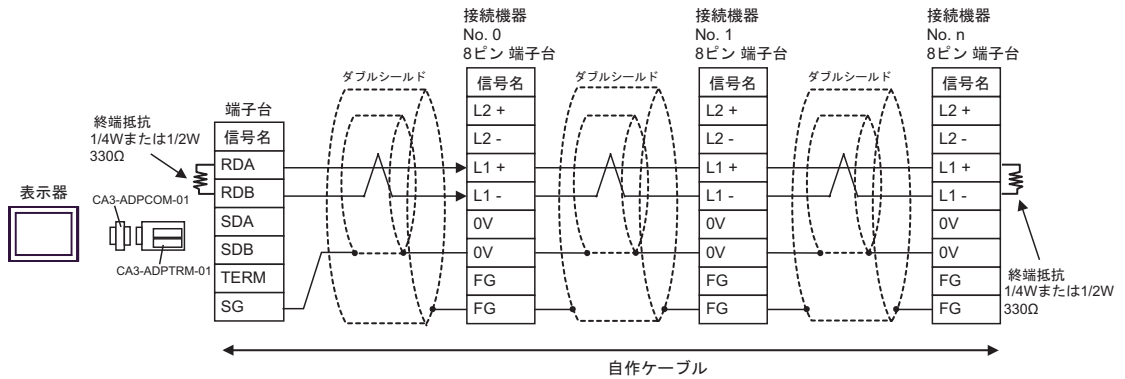 接続機器
No. 0
8ピン 端子台
接続機器
No. 1
8ピン 端子台
接続機器
No. n
8ピン 端子台
ダブルシールド
ダブルシールド
ダブルシールド
表示器
CA3-ADPCOM-01
CA3-ADPTRM-01
終端抵抗
1/4Wまたは1/2W
330Ω
端子台
信号名
RDA
RDB
SDA
SDB
TERM
SG
信号名
L2 +
L2 -
L1 +
L1 -
0V
0V
FG
FG
信号名
L2 +
L2 -
L1 +
L1 -
0V
0V
FG
FG
信号名
L2 +
L2 -
L1 +
L1 -
0V
0V
FG
FG
終端抵抗
1/4Wまたは1/2W
330Ω
自作ケーブル